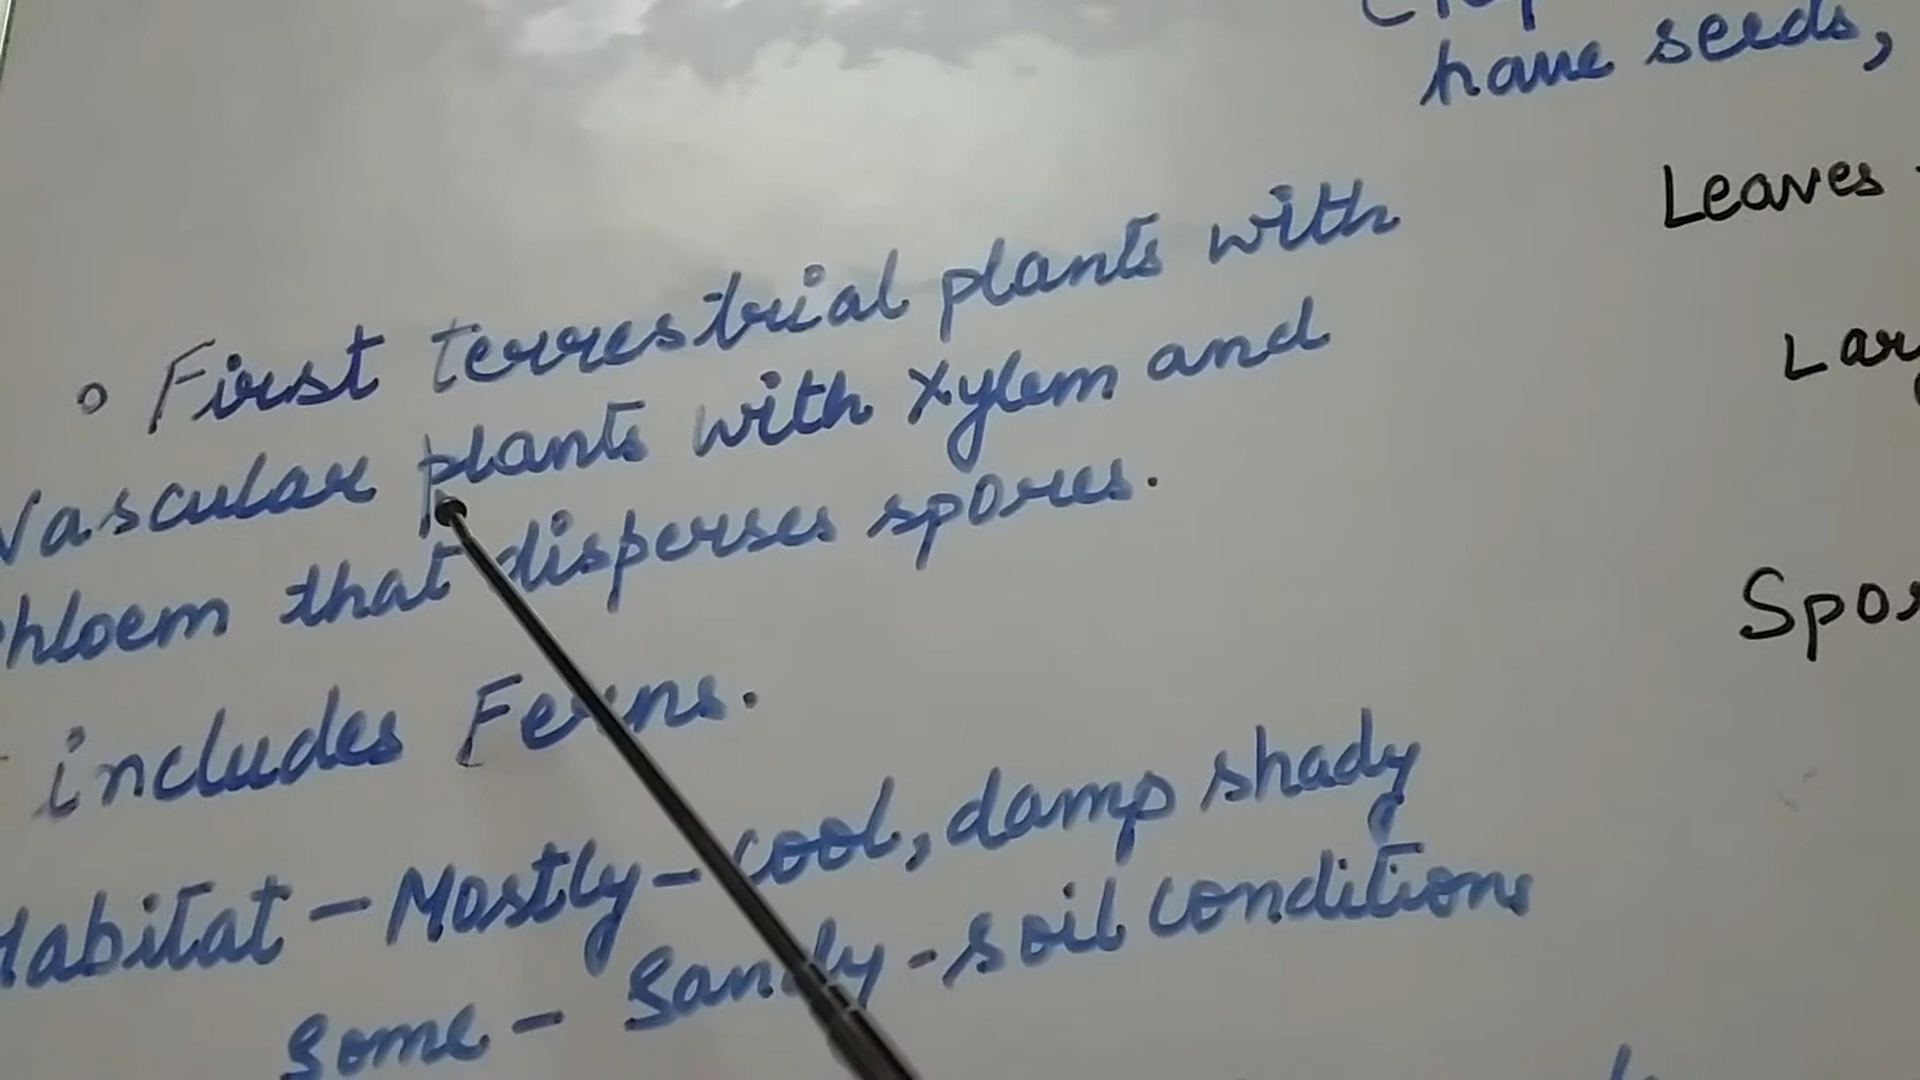 have seeds,
Leaves
• First terrestrial plants with
Vascular plants with xylem and
Phloem that disperses spores.
includes Ferns.
Habitat - Mostly - cool, damp shady
Some - Sandy - soil conditions